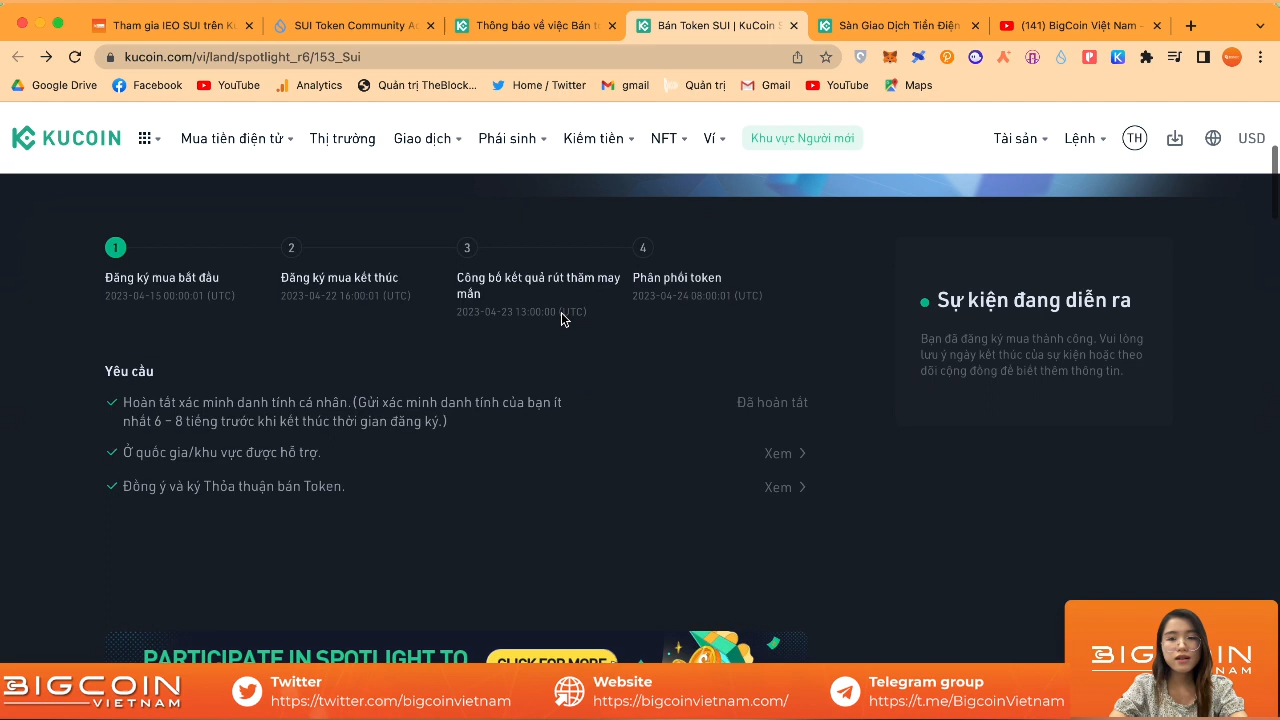 Tham gia IEO SUI trên Ku
SUI Token Community Ac
Thông báo về việc Bán t
Bán Token SUI | KuCoin S
Sàn Giao Dịch Tiền Điện
(141) BigCoin Việt Nam -
kucoin.com/vi/land/spotlight_r6/153_Sui
Google Drive
Facebook
YouTube
Analytics
Quản trị TheBlock...
Home / Twitter
gmail
Quản trị
Gmail
YouTube
Maps
KUCOIN
Mua tiền điện tử
Thị trường
Giao dịch
Phái sinh
Kiếm tiền
NFT
Ví
Khu vực Người mới
Tài sản
Lệnh
TH
USD
1
2
3
4
Đăng ký mua bắt đầu
2023-04-15 00:00:01 (UTC)
Đăng ký mua kết thúc
2023-04-22 16:00:01 (UTC)
Công bố kết quả rút thăm may
mắn
2023-04-23 13:00:00 (UTC)
Phân phối token
2023-04-24 08:00:01 (UTC)
Sự kiện đang diễn ra
Bạn đã đăng ký mua thành công. Vui lòng
lưu ý ngày kết thúc của sự kiện hoặc theo
dõi cộng đồng để biết thêm thông tin.
Yêu cầu
Hoàn tất xác minh danh tính cá nhân.(Gửi xác minh danh tính của bạn ít
nhất 6 – 8 tiếng trước khi kết thúc thời gian đăng ký.)
Đã hoàn tất
Ở quốc gia/khu vực được hỗ trợ.
Xem
Đồng ý và ký Thỏa thuận bán Token.
Xem
PARTICIPATE IN SPOTLIGHT TO
CLICK FOR MORE
BIGCOIN
VIETNAM
Twitter
https://twitter.com/bigcoinvietnam
Website
https://bigcoinvietnam.com/
Telegram group
https://t.me/BigcoinVietnam